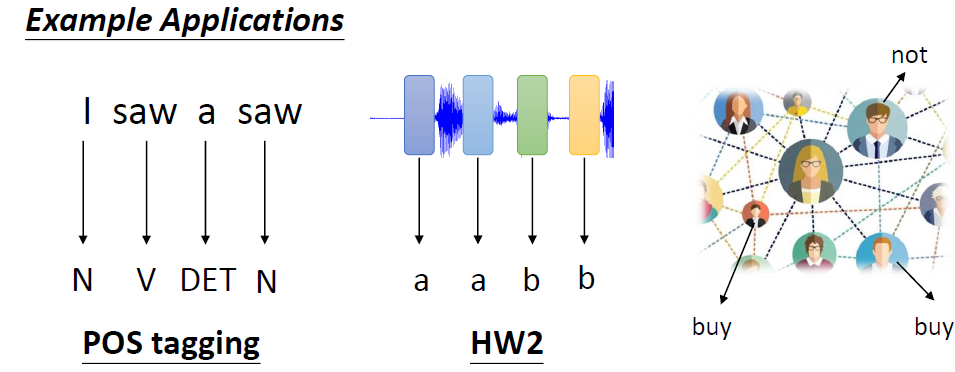 Example Applications
I saw a saw
N V DET N
POS tagging
a a b b
HW2
not
buy
buy